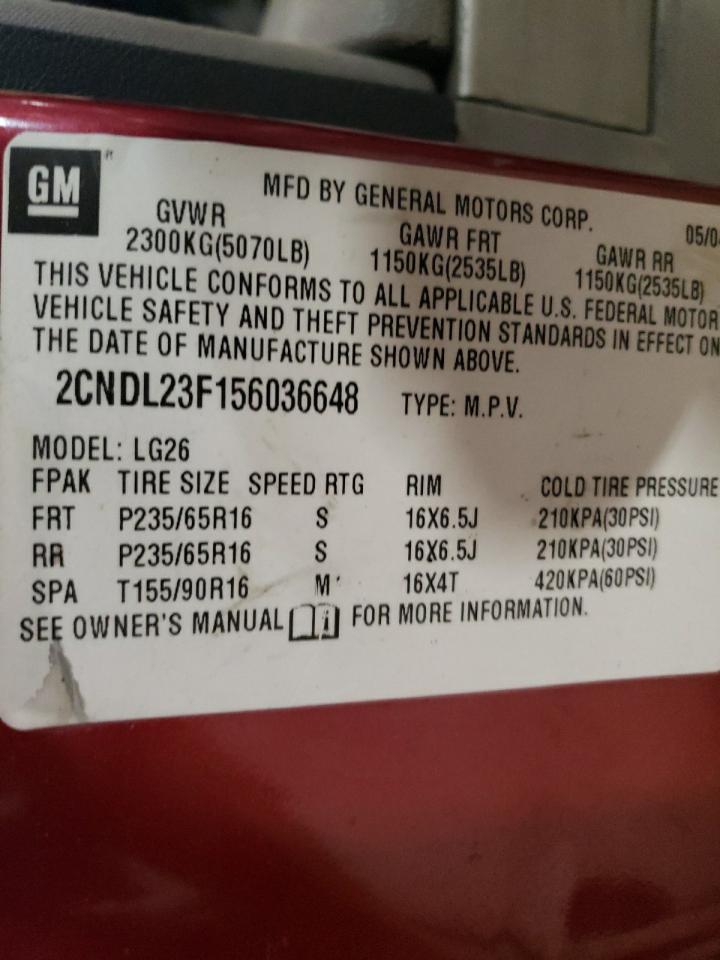 GM
MFD BY GENERAL MOTORS CORP. 05/0
GVWR GAWR FRT GAWR RR
2300KG(5070LB) 1150KG(2535LB) 1150KG(2535LB)
THIS VEHICLE CONFORMS TO ALL APPLICABLE U.S. FEDERAL MOTOR
VEHICLE SAFETY AND THEFT PREVENTION STANDARDS IN EFFECT ON
THE DATE OF MANUFACTURE SHOWN ABOVE.
2CNDL23F156036648 TYPE: M.P.V.
MODEL: LG26
FPAK TIRE SIZE SPEED RTG RIM COLD TIRE PRESSURE
FRT P235/65R16 S 16X6.5J 210KPA(30PSI)
RR P235/65R16 S 16X6.5J 210KPA(30PSI)
SPA T155/90R16 M 16X4T 420KPA(60PSI)
SEE OWNER'S MANUAL i FOR MORE INFORMATION.